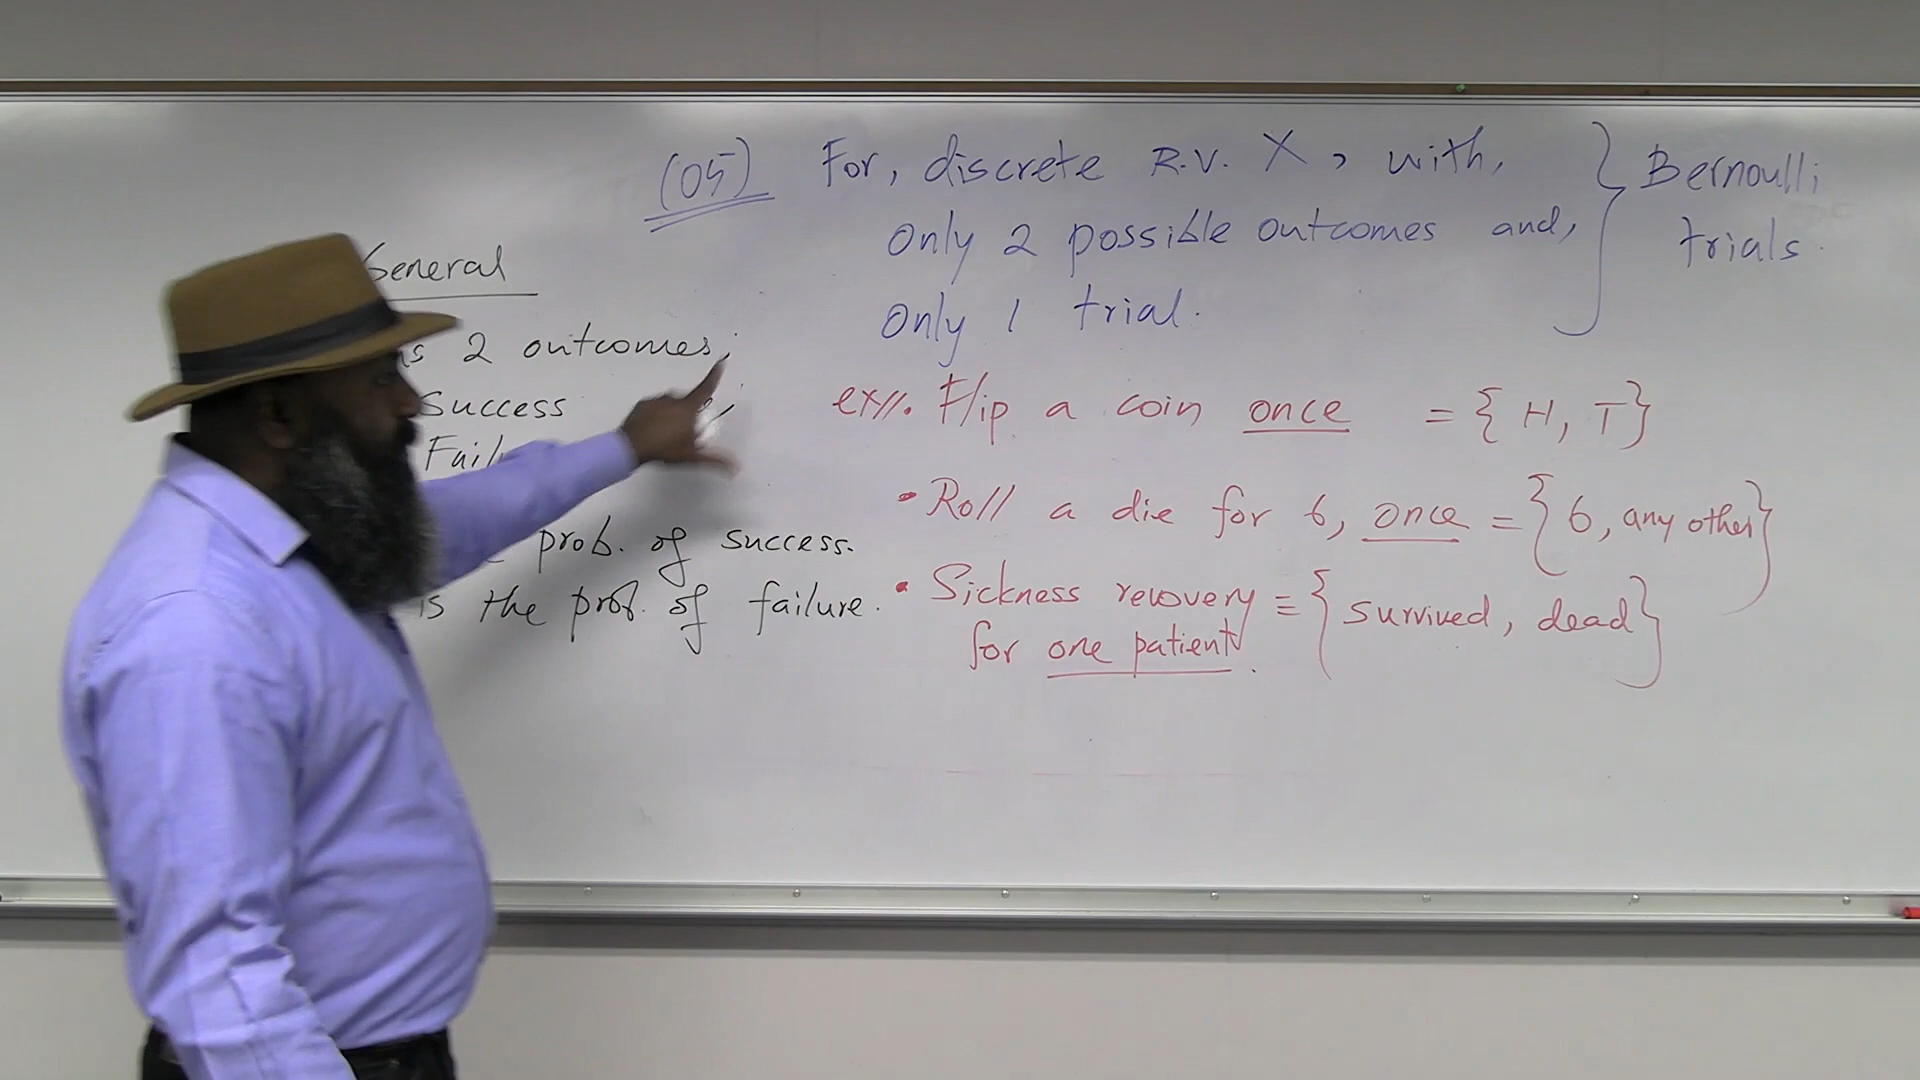 (05) For, discrete R.V. X, with,
Only 2 possible outcomes and,
Only 1 trial.
} Bernoulli
trials.
General
2 outcomes;
Success
prob. of success.
is the prob. of failure.
ex//. Flip a coin once = { H, T}
• Roll a die for 6, once = {6, any other}
• Sickness recovery = {survived, dead}
for one patient.